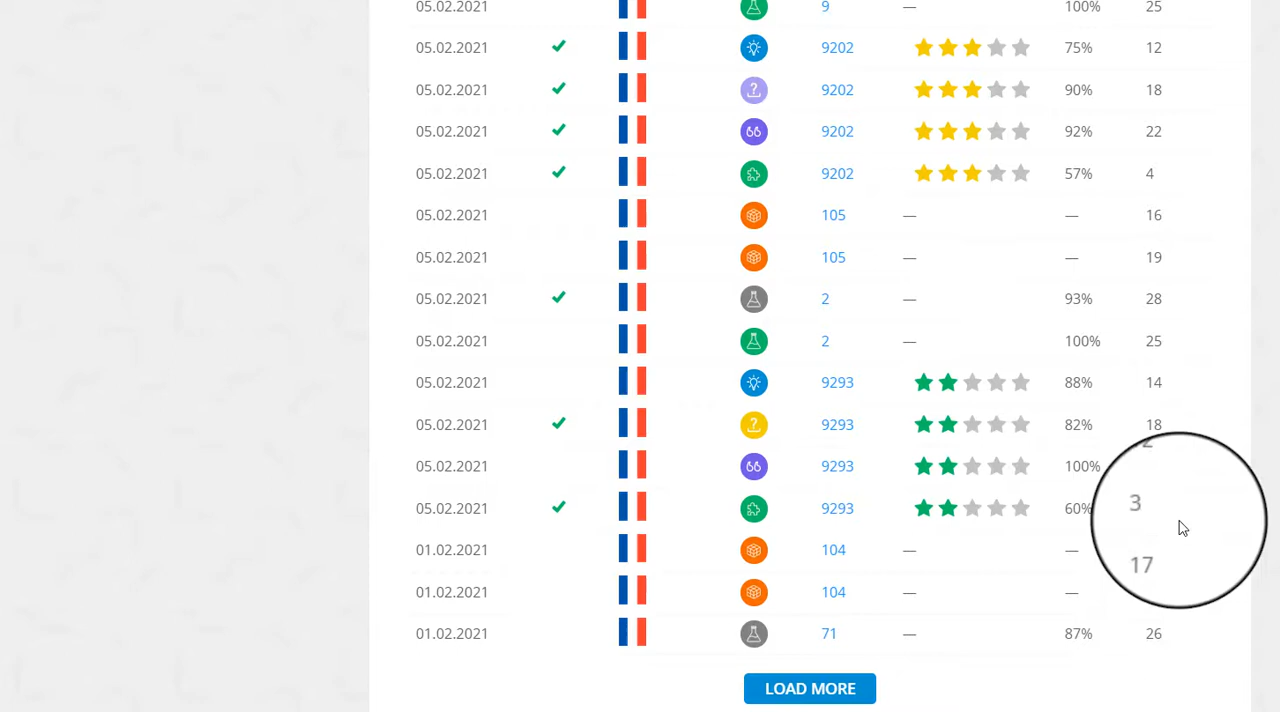 05.02.2021 9 — 100% 25
05.02.2021 9202 75% 12
05.02.2021 9202 90% 18
05.02.2021 9202 92% 22
05.02.2021 9202 57% 4
05.02.2021 105 — — 16
05.02.2021 105 — — 19
05.02.2021 2 — 93% 28
05.02.2021 2 — 100% 25
05.02.2021 9293 88% 14
05.02.2021 9293 82% 18
05.02.2021 9293 100%
05.02.2021 9293 60% 3
01.02.2021 104 — — 17
01.02.2021 104 — —
01.02.2021 71 — 87% 26
LOAD MORE